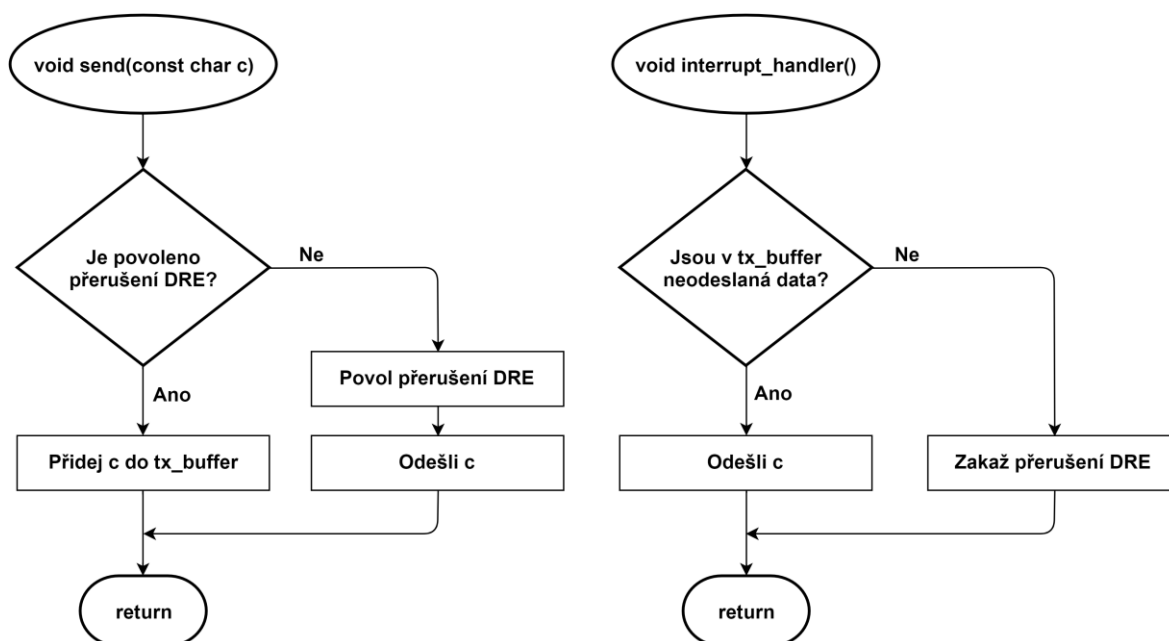 void send(const char c)
Je povoleno
přerušení DRE?
Ne
Povol přerušení DRE
Ano
Přidej c do tx_buffer
Odešli c
return
void interrupt_handler()
Jsou v tx_buffer
neodeslaná data?
Ne
Ano
Odešli c
Zakaž přerušení DRE
return